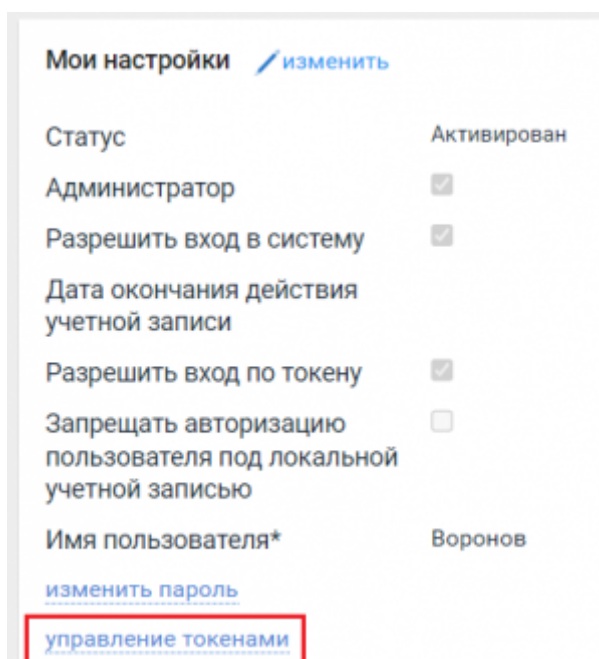 Мои настройки изменить
Статус Активирован
Администратор
Разрешить вход в систему
Дата окончания действия
учетной записи
Разрешить вход по токену
Запрещать авторизацию
пользователя под локальной
учетной записью
Имя пользователя* Воронов
изменить пароль
управление токенами